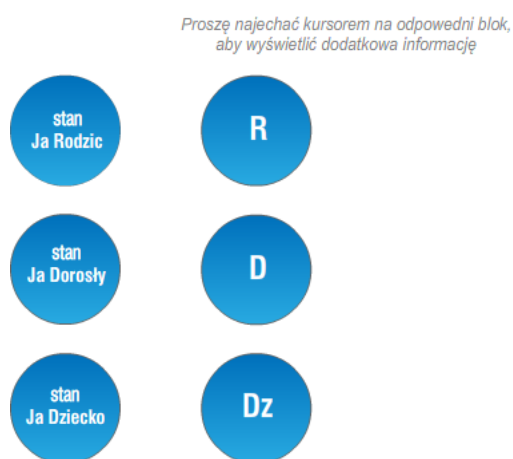 Proszę najechać kursorem na odpowedni blok,
aby wyświetlić dodatkowa informację
stan
Ja Rodzic
R
stan
Ja Dorosły
D
stan
Ja Dziecko
Dz